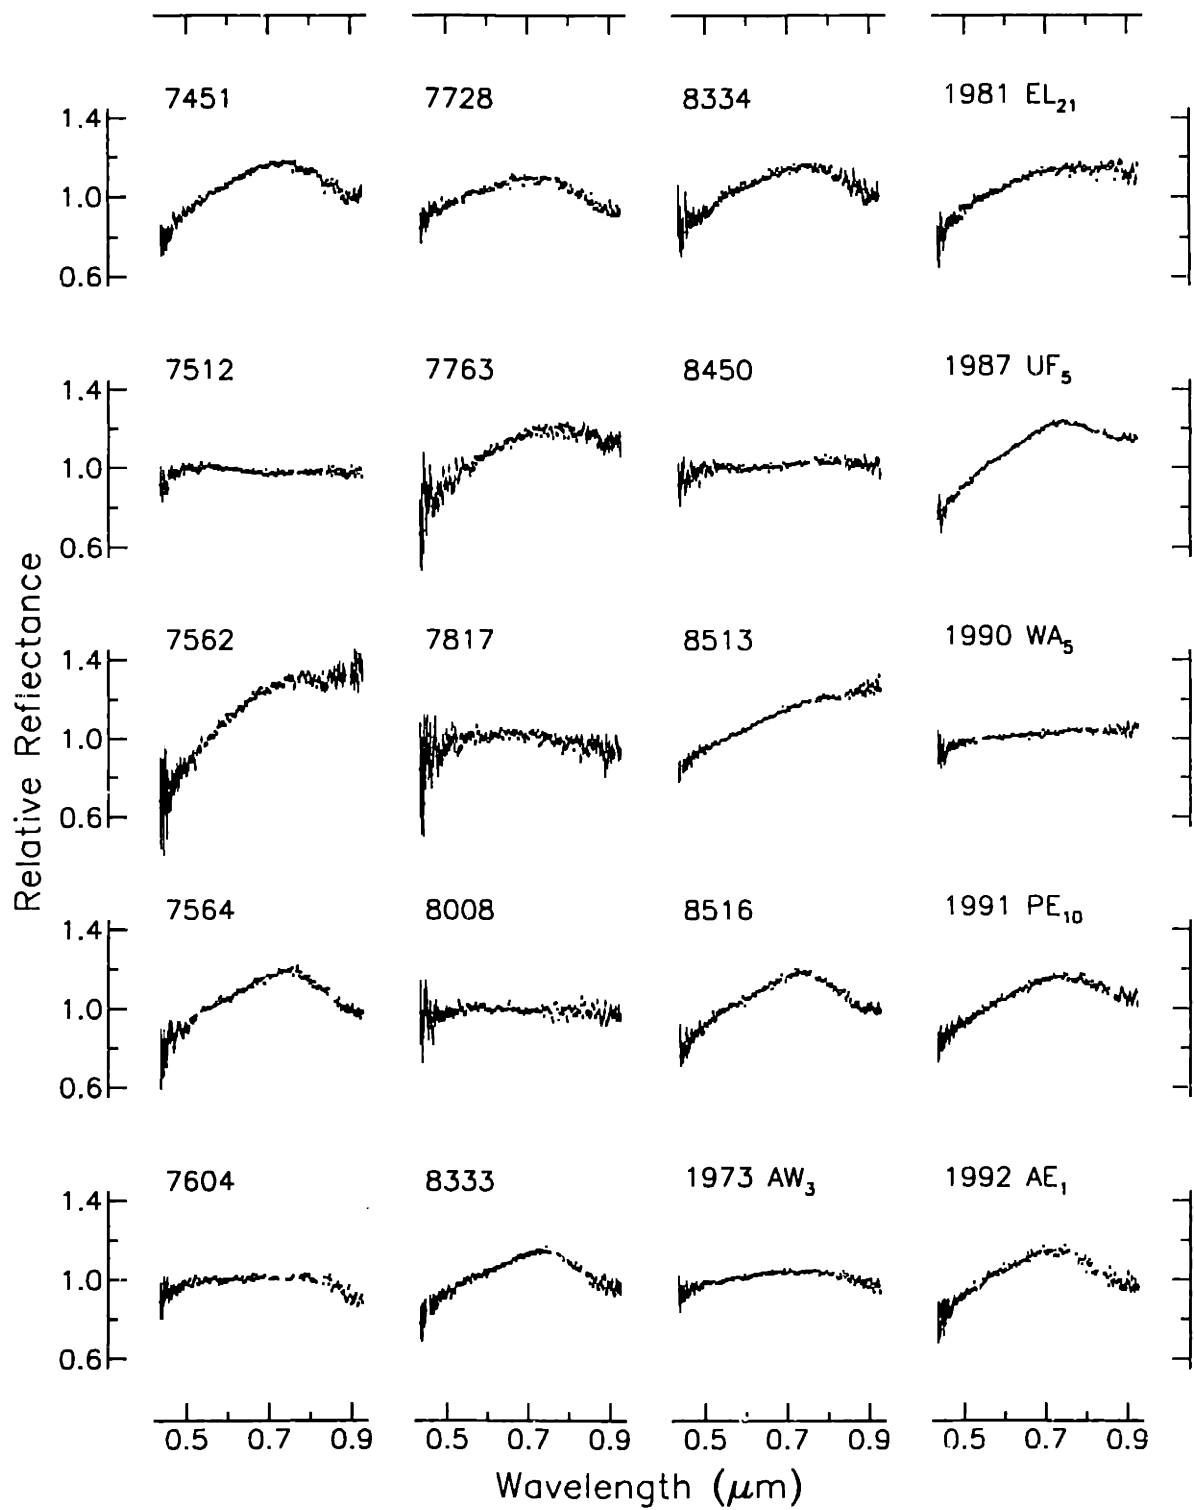 7451 7728 8334 1981 EL₂₁
1.4
1.0
0.6
7512 7763 8450 1987 UF₅
1.4
1.0
0.6
7562 7817 8513 1990 WA₅
1.4
1.0
0.6
7564 8008 8516 1991 PE₁₀
1.4
1.0
0.6
7604 8333 1973 AW₃ 1992 AE₁
1.4
1.0
0.6
0.5 0.7 0.9 0.5 0.7 0.9 0.5 0.7 0.9 0.5 0.7 0.9
Wavelength (μm)
Relative Reflectance